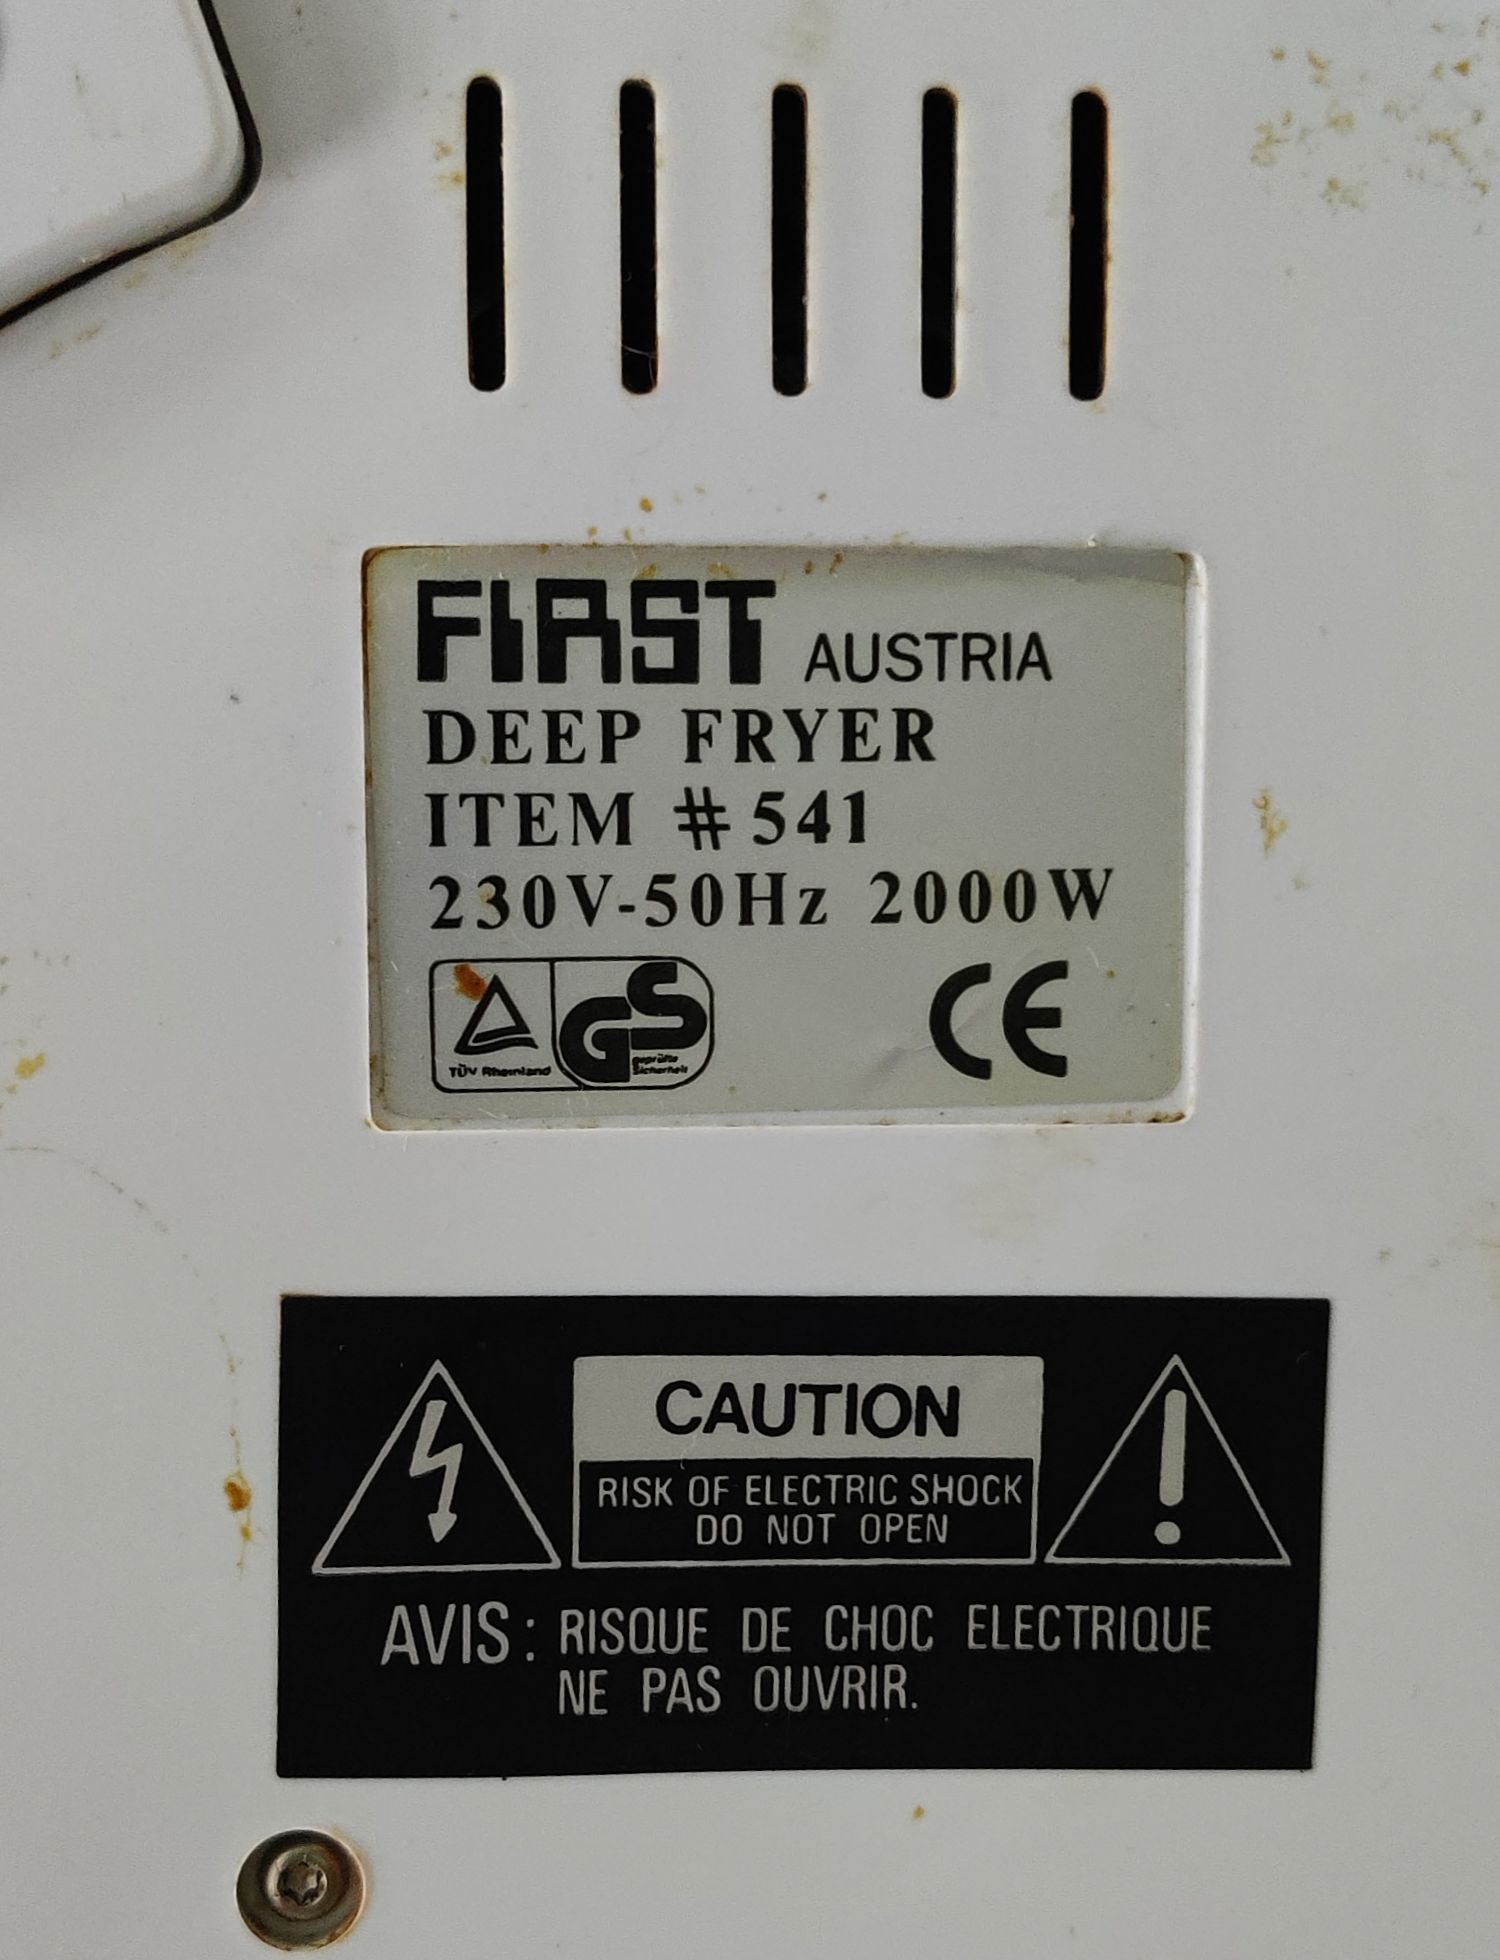 FIRST AUSTRIA
DEEP FRYER
ITEM #541
230V-50Hz 2000W
TÜV Rheinland
GS
geprüfte
Sicherheit
CE
CAUTION
RISK OF ELECTRIC SHOCK
DO NOT OPEN
AVIS: RISQUE DE CHOC ELECTRIQUE
NE PAS OUVRIR.